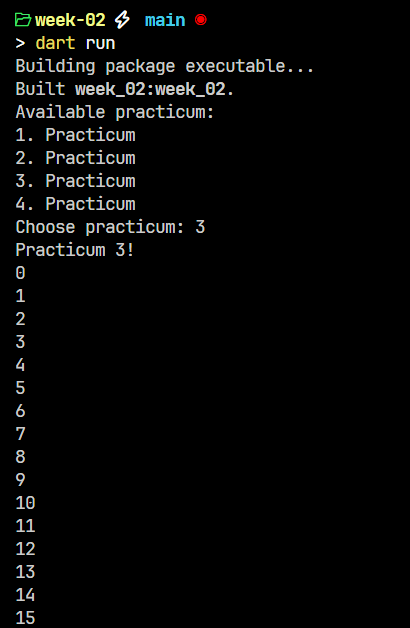 week-02 main
> dart run
Building package executable...
Built week_02:week_02.
Available practicum:
1. Practicum
2. Practicum
3. Practicum
4. Practicum
Choose practicum: 3
Practicum 3!
0
1
2
3
4
5
6
7
8
9
10
11
12
13
14
15